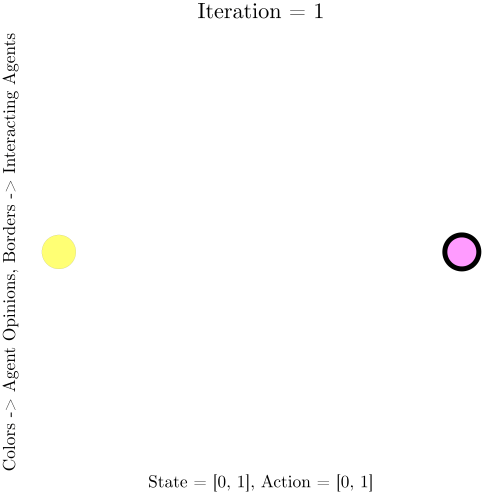 Iteration = 1
Colors -> Agent Opinions, Borders -> Interacting Agents
State = [0, 1], Action = [0, 1]